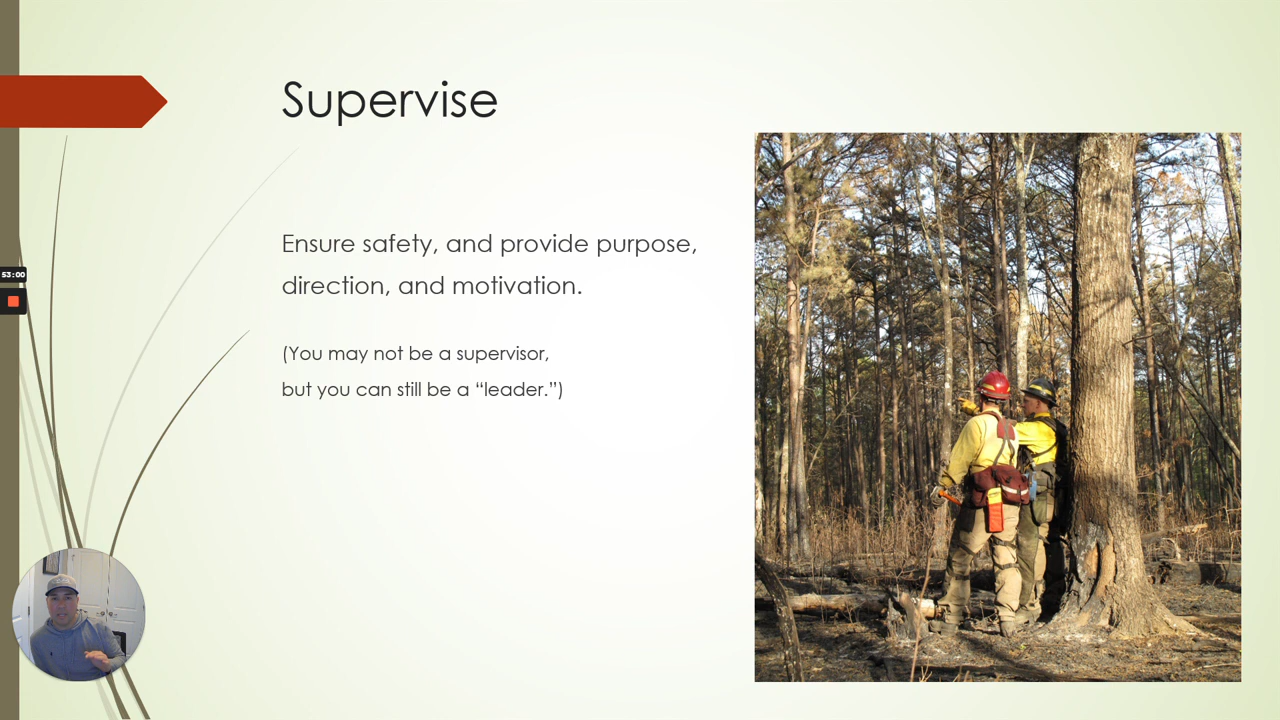 Supervise
Ensure safety, and provide purpose,
direction, and motivation.
(You may not be a supervisor,
but you can still be a “leader.”)
53:00